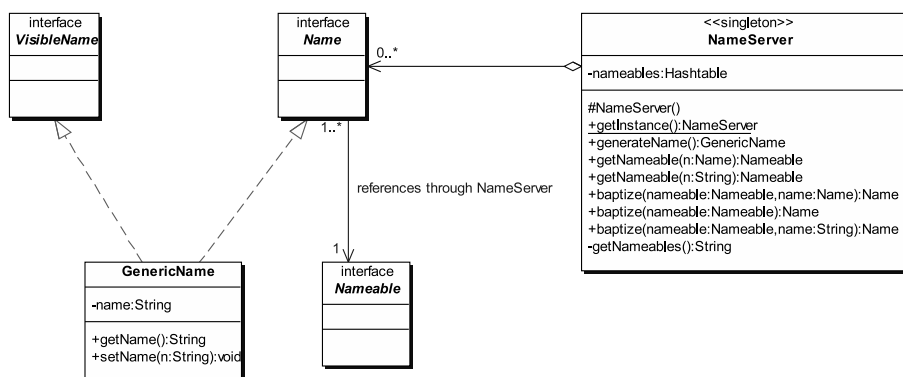 interface
VisibleName
interface
Name
<<singleton>>
NameServer
-nameables:Hashtable
#NameServer()
+getInstance():NameServer
+generateName():GenericName
+getNameable(n:Name):Nameable
+getNameable(n:String):Nameable
+baptize(nameable:Nameable,name:Name):Name
+baptize(nameable:Nameable):Name
+baptize(nameable:Nameable,name:String):Name
-getNameables():String
0..*
1..*
references through NameServer
1
GenericName
-name:String
+getName():String
+setName(n:String):void
interface
Nameable